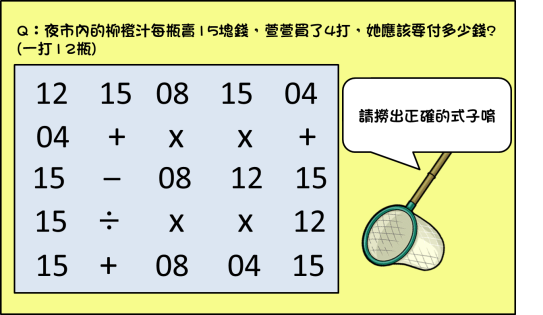 Q：夜市內的柳橙汁每瓶賣15塊錢，萱萱買了4打，她應該要付多少錢?
(一打12瓶)
12 15 08 15 04
04 + x x +
15 − 08 12 15
15 ÷ x x 12
15 + 08 04 15
請撈出正確的式子唷